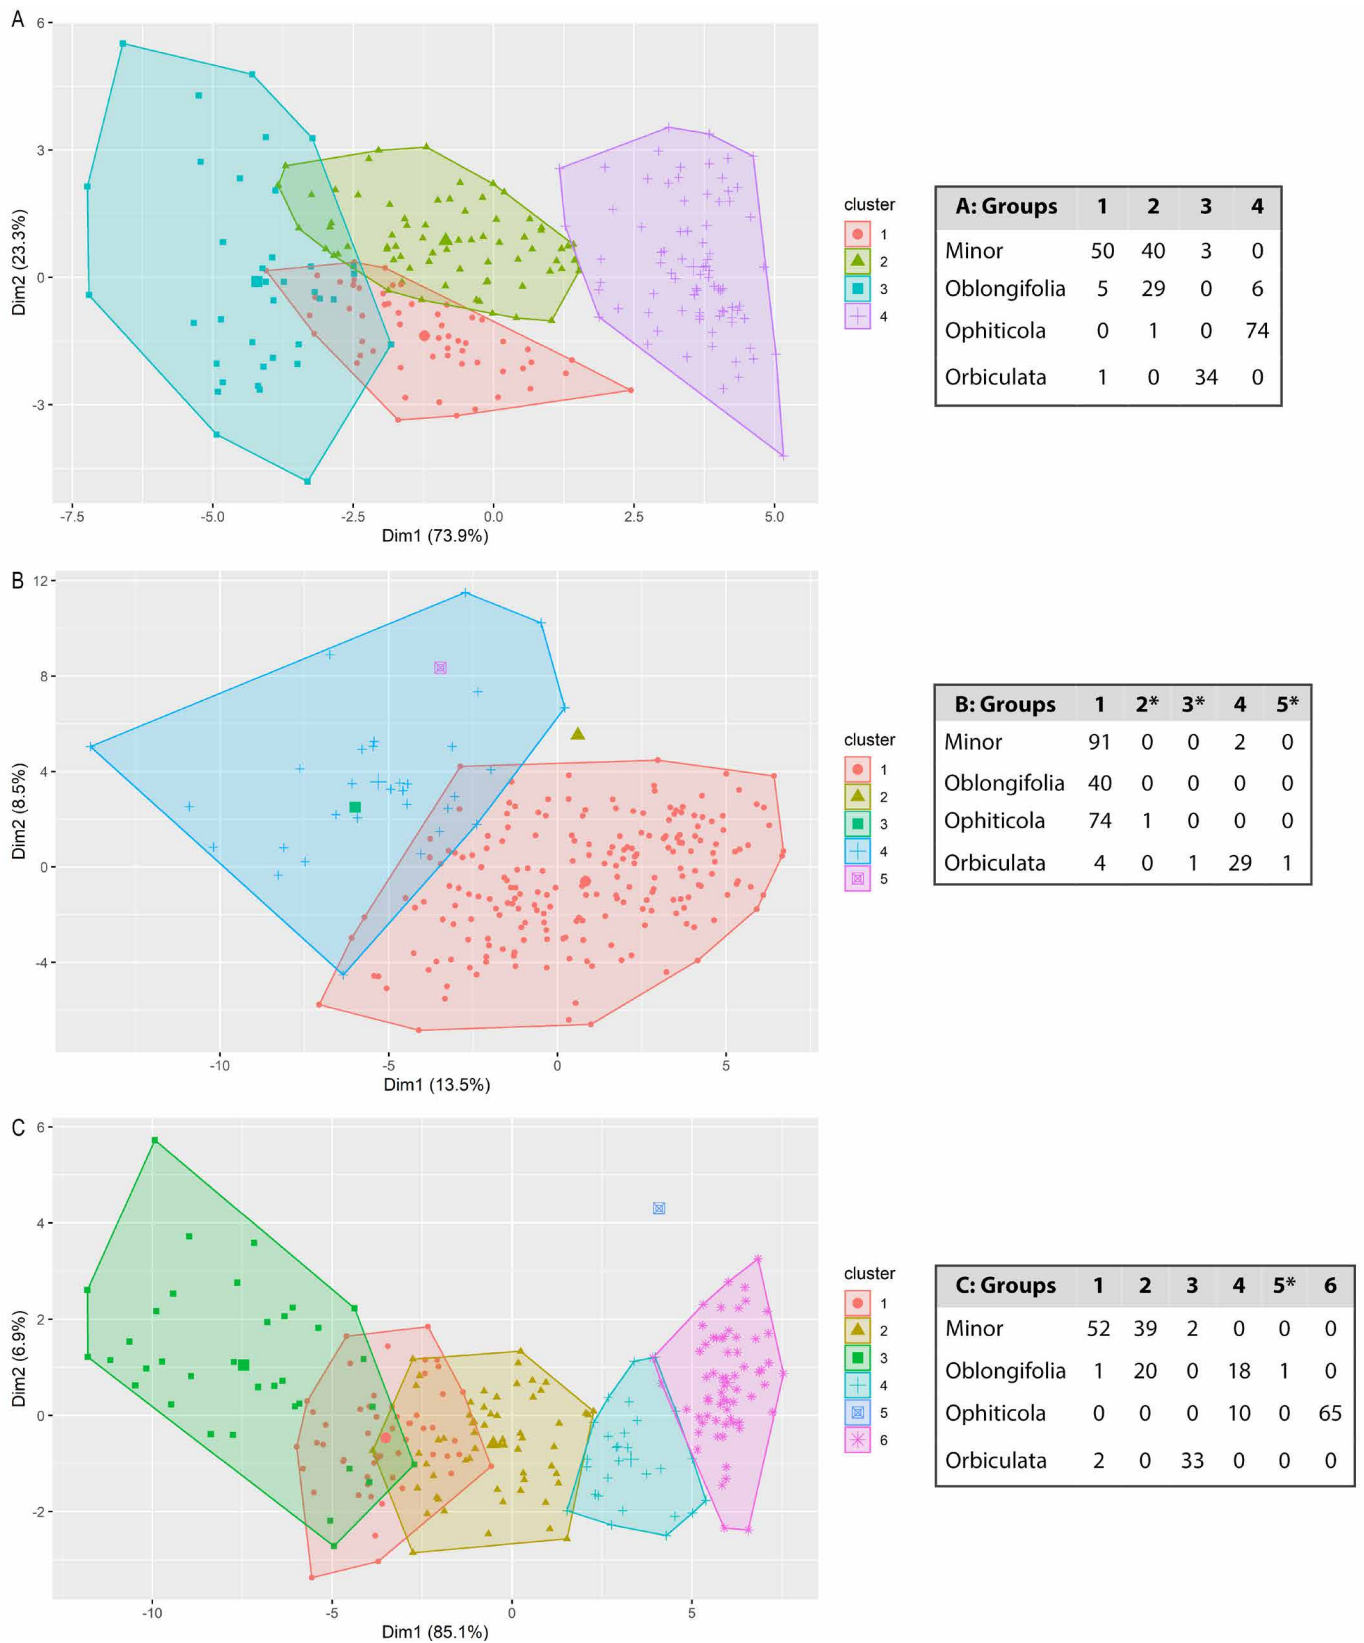 A
6
3
0
-3
Dim2 (23.3%)
-7.5 -5.0 -2.5 0.0 2.5 5.0
Dim1 (73.9%)
cluster
1
2
3
4
A: Groups 1 2 3 4
Minor 50 40 3 0
Oblongifolia 5 29 0 6
Ophiticola 0 1 0 74
Orbiculata 1 0 34 0
B
12
8
4
0
-4
Dim2 (8.5%)
-10 -5 0 5
Dim1 (13.5%)
cluster
1
2
3
4
5
B: Groups 1 2* 3* 4 5*
Minor 91 0 0 2 0
Oblongifolia 40 0 0 0 0
Ophiticola 74 1 0 0 0
Orbiculata 4 0 1 29 1
C
6
4
2
0
-2
Dim2 (6.9%)
-10 -5 0 5
Dim1 (85.1%)
cluster
1
2
3
4
5
6
C: Groups 1 2 3 4 5* 6
Minor 52 39 2 0 0 0
Oblongifolia 1 20 0 18 1 0
Ophiticola 0 0 0 10 0 65
Orbiculata 2 0 33 0 0 0